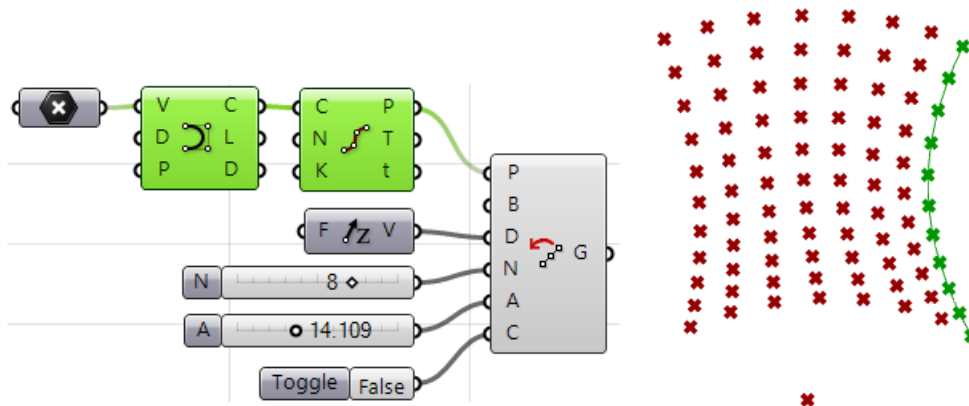 V C
D L
P D
C P
N T
K t
P
B
D
N
A
C
G
F Z V
N 8
A 14.109
Toggle False